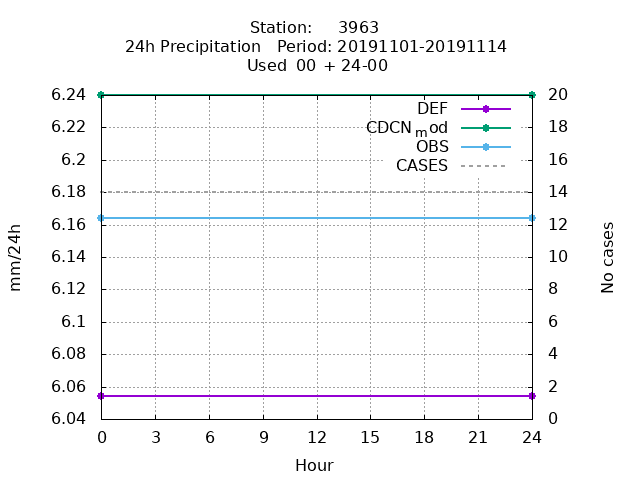 Station: 3963
24h Precipitation Period: 20191101-20191114
Used 00 + 24-00
6.24
6.22
6.2
6.18
6.16
6.14
6.12
6.1
6.08
6.06
6.04
20
18
16
14
12
10
8
6
4
2
0
DEF
CDCN_mod
OBS
CASES
mm/24h
No cases
0 3 6 9 12 15 18 21 24
Hour